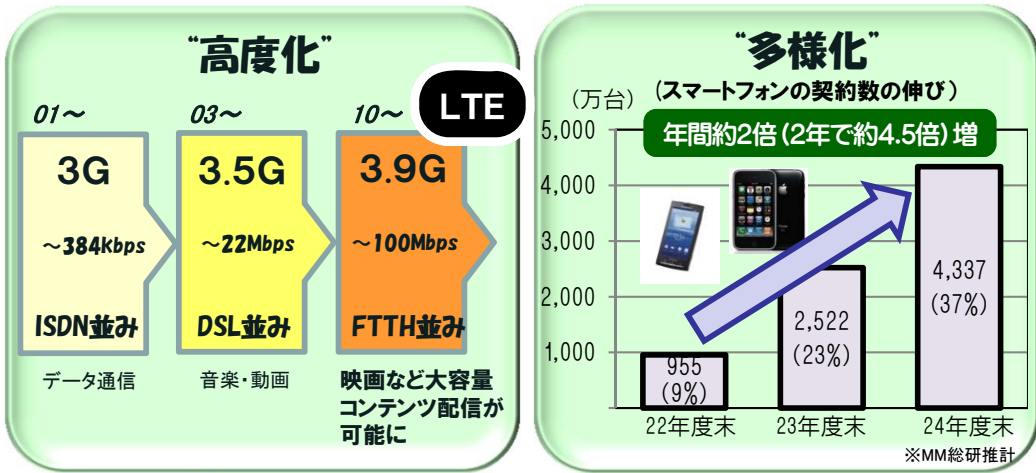 “高度化”
LTE
01～
03～
10～
3G
3.5G
3.9G
～384kbps
～22Mbps
～100Mbps
ISDN並み
DSL並み
FTTH並み
データ通信
音楽・動画
映画など大容量
コンテンツ配信が
可能に
“多様化”
(万台)
(スマートフォンの契約数の伸び)
年間約2倍(2年で約4.5倍)増
5,000
4,000
3,000
2,000
1,000
955
(9%)
2,522
(23%)
4,337
(37%)
22年度末
23年度末
24年度末
※MM総研推計